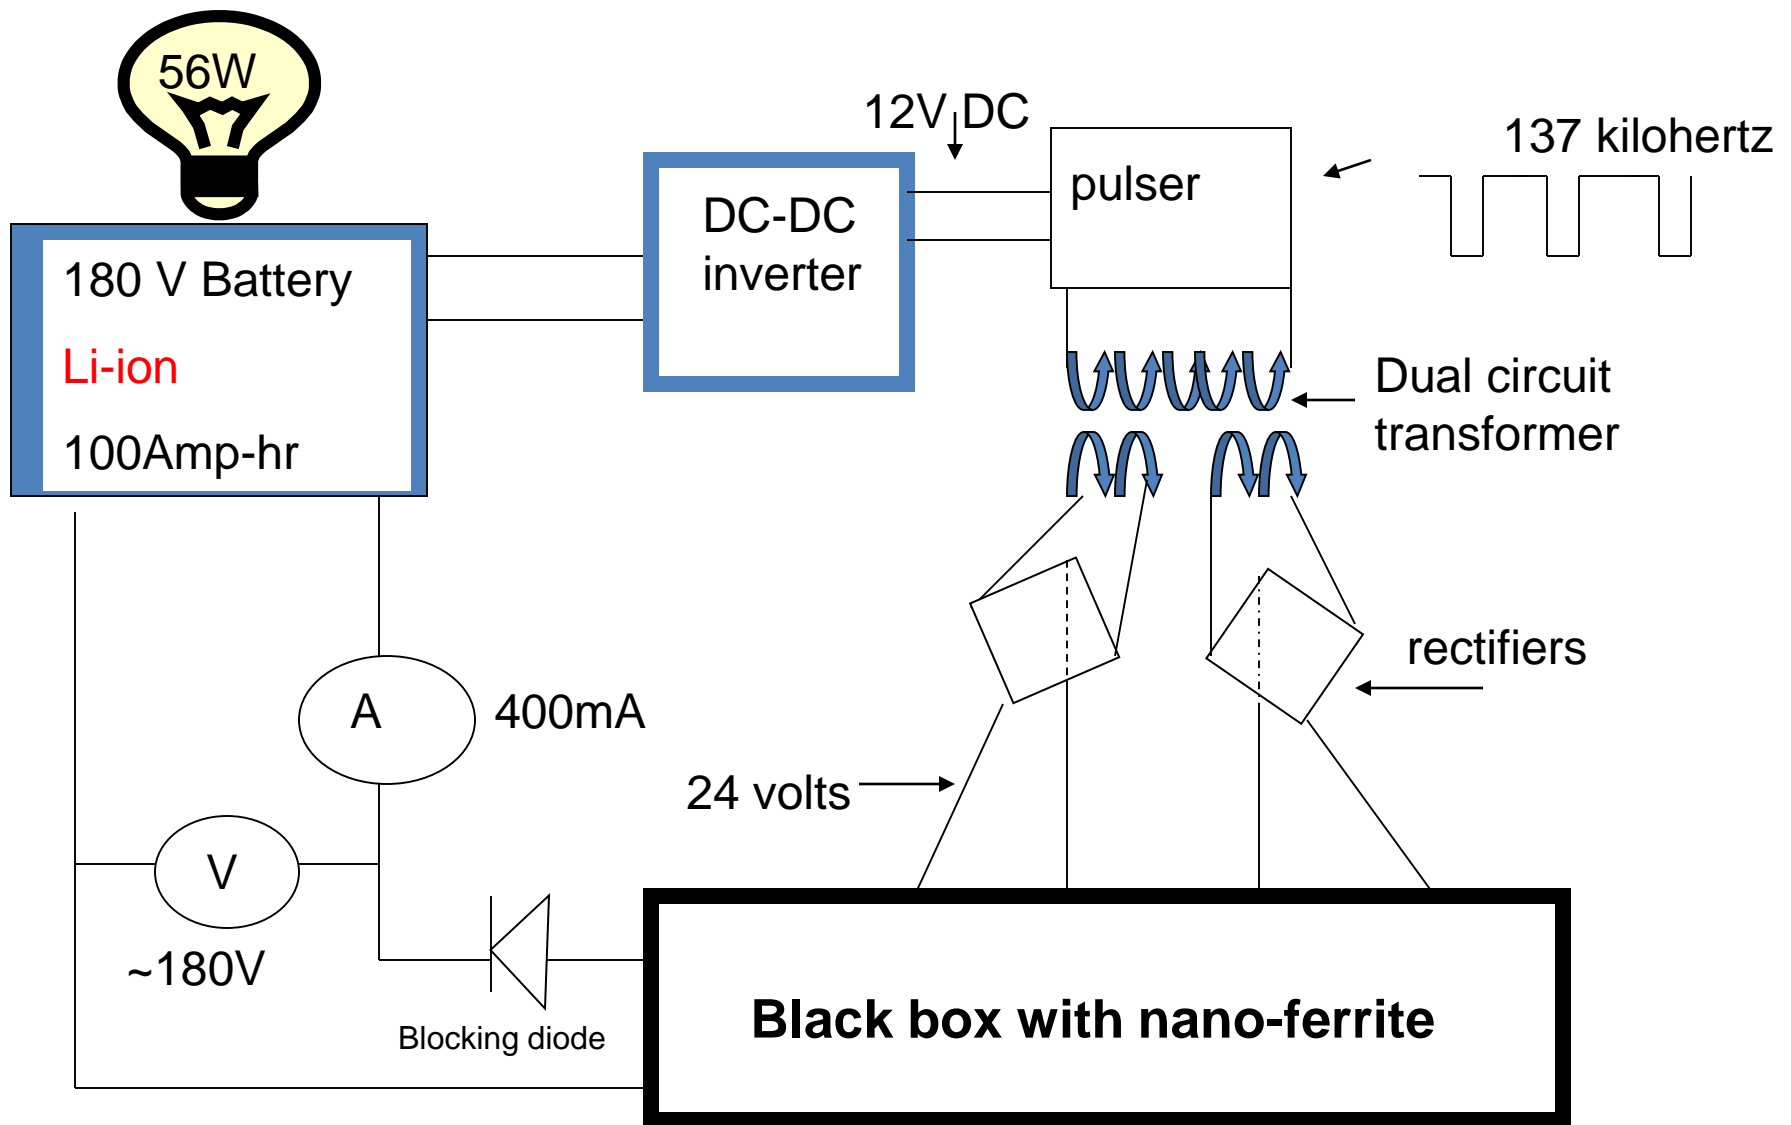 56W
12V DC
137 kilohertz
pulser
DC-DC
inverter
180 V Battery
Li-ion
100Amp-hr
Dual circuit
transformer
rectifiers
A
400mA
24 volts
V
~180V
Blocking diode
Black box with nano-ferrite